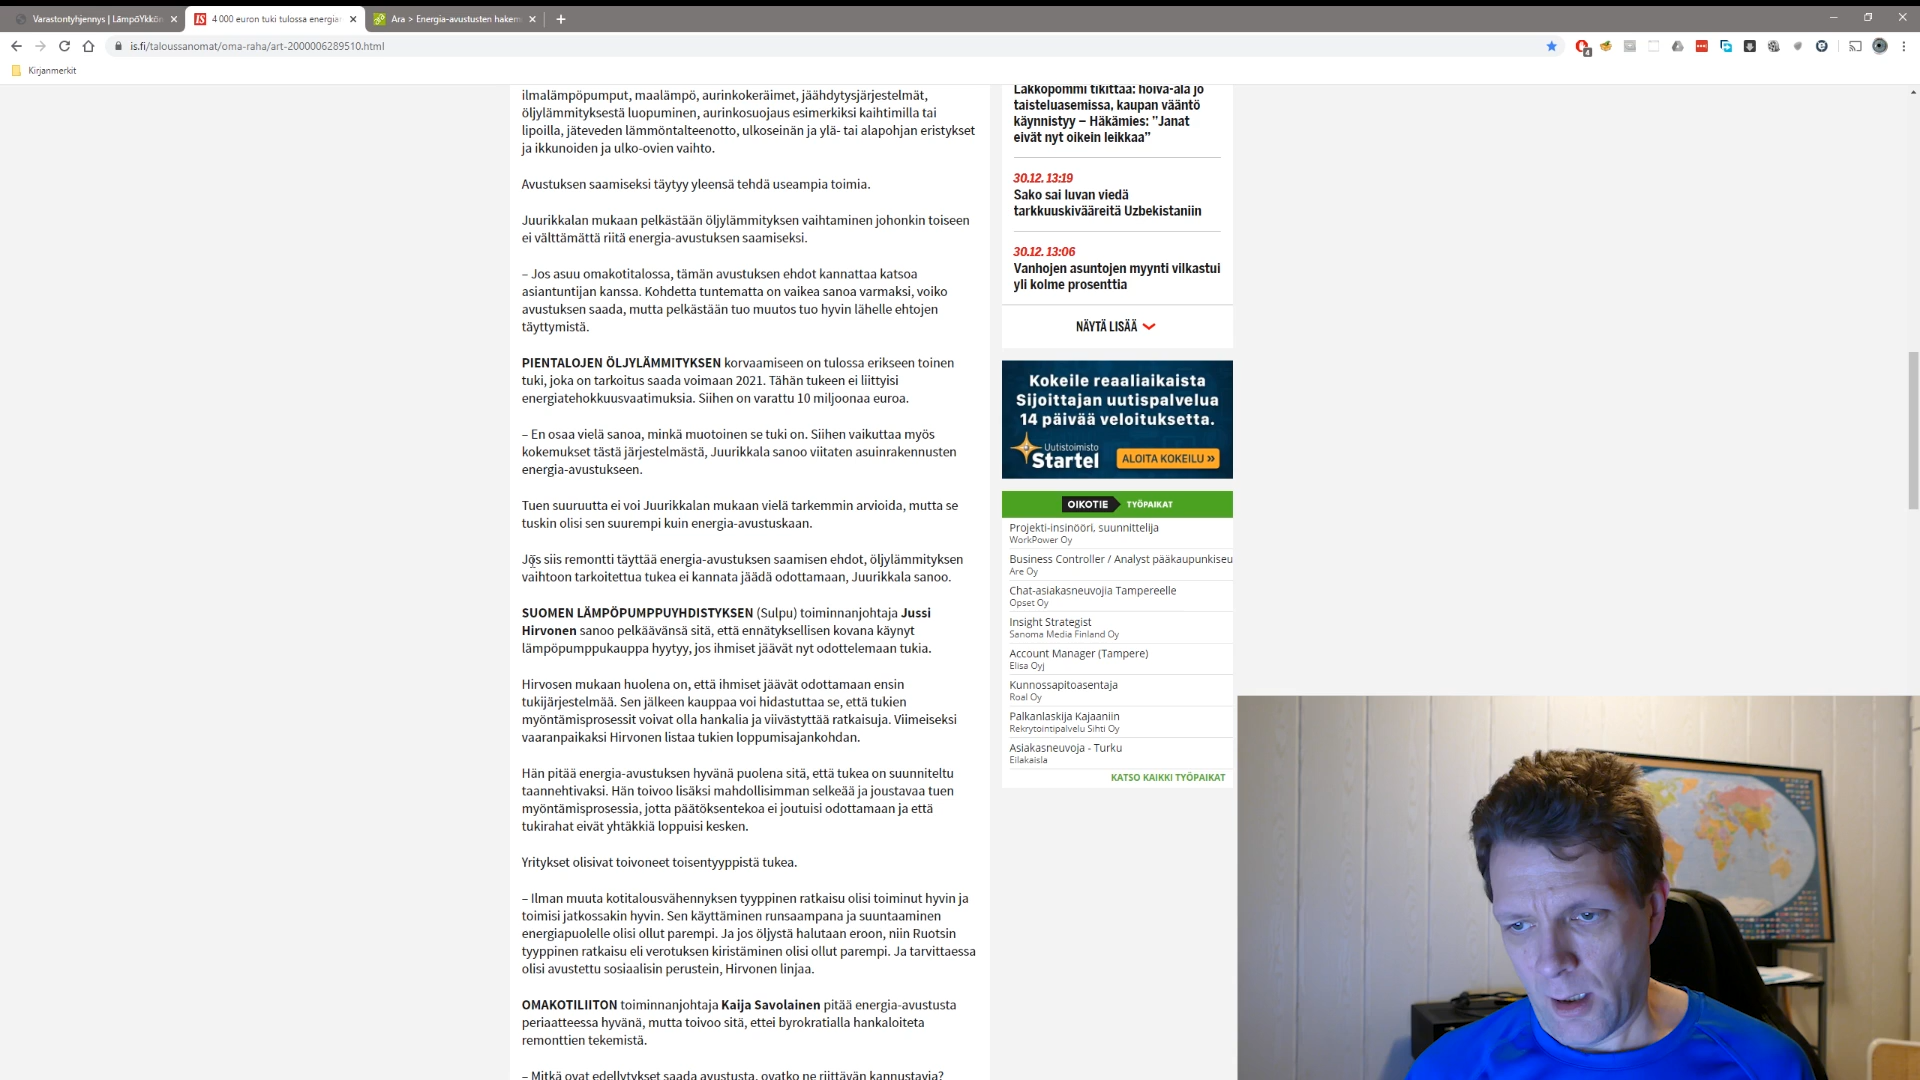 Varastontyhjennys | LämpöYkkön
4 000 euron tuki tulossa energiar
Ara > Energia-avustusten hakem
is.fi/taloussanomat/oma-raha/art-2000006289510.html
Kirjanmerkit
ilmalämpöpumput, maalämpö, aurinkokeräimet, jäähdytysjärjestelmät,
öljylämmityksestä luopuminen, aurinkosuojaus esimerkiksi kaihtimilla tai
lipoilla, jäteveden lämmöntalteenotto, ulkoseinän ja ylä- tai alapohjan eristykset
ja ikkunoiden ja ulko-ovien vaihto.
Avustuksen saamiseksi täytyy yleensä tehdä useampia toimia.
Juurikkalan mukaan pelkästään öljylämmityksen vaihtaminen johonkin toiseen
ei välttämättä riitä energia-avustuksen saamiseksi.
– Jos asuu omakotitalossa, tämän avustuksen ehdot kannattaa katsoa
asiantuntijan kanssa. Kohdetta tuntematta on vaikea sanoa varmaksi, voiko
avustuksen saada, mutta pelkästään tuo muutos tuo hyvin lähelle ehtojen
täyttymistä.
PIENTALOJEN ÖLJYLÄMMITYKSEN korvaamiseen on tulossa erikseen toinen
tuki, joka on tarkoitus saada voimaan 2021. Tähän tukeen ei liittyisi
energiatehokkuusvaatimuksia. Siihen on varattu 10 miljoonaa euroa.
– En osaa vielä sanoa, minkä muotoinen se tuki on. Siihen vaikuttaa myös
kokemukset tästä järjestelmästä, Juurikkala sanoo viitaten asuinrakennusten
energia-avustukseen.
Tuen suuruutta ei voi Juurikkalan mukaan vielä tarkemmin arvioida, mutta se
tuskin olisi sen suurempi kuin energia-avustuskaan.
Jos siis remontti täyttää energia-avustuksen saamisen ehdot, öljylämmityksen
vaihtoon tarkoitettua tukea ei kannata jäädä odottamaan, Juurikkala sanoo.
SUOMEN LÄMPÖPUMPPUYHDISTYKSEN (Sulpu) toiminnanjohtaja Jussi
Hirvonen sanoo pelkäävänsä sitä, että ennätyksellisen kovana käynyt
lämpöpumppukauppa hyytyy, jos ihmiset jäävät nyt odottelemaan tukia.
Hirvosen mukaan huolena on, että ihmiset jäävät odottamaan ensin
tukijärjestelmää. Sen jälkeen kauppaa voi hidastuttaa se, että tukien
myöntämisprosessit voivat olla hankalia ja viivästyttää ratkaisuja. Viimeiseksi
vaaranpaikaksi Hirvonen listaa tukien loppumisajankohdan.
Hän pitää energia-avustuksen hyvänä puolena sitä, että tukea on suunniteltu
taannehtivaksi. Hän toivoo lisäksi mahdollisimman selkeää ja joustavaa tuen
myöntämisprosessia, jotta päätöksentekoa ei joutuisi odottamaan ja että
tukirahat eivät yhtäkkiä loppuisi kesken.
Yritykset olisivat toivoneet toisentyyppistä tukea.
– Ilman muuta kotitalousvähennyksen tyyppinen ratkaisu olisi toiminut hyvin ja
toimisi jatkossakin hyvin. Sen käyttäminen runsaampana ja suuntaaminen
energiapuolelle olisi ollut parempi. Ja jos öljystä halutaan eroon, niin Ruotsin
tyyppinen ratkaisu eli verotuksen kiristäminen olisi ollut parempi. Ja tarvittaessa
olisi avustettu sosiaalisin perustein, Hirvonen linjaa.
OMAKOTILIITON toiminnanjohtaja Kaija Savolainen pitää energia-avustusta
periaatteessa hyvänä, mutta toivoo sitä, ettei byrokratialla hankaloiteta
remonttien tekemistä.
– Mitkä ovat edellytykset saada avustusta, ovatko ne riittävän kannustavia?
Lakkopommi tikittää: hoiva-ala jo
taisteluasemissa, kaupan vääntö
käynnistyy – Häkämies: ”Janat
eivät nyt oikein leikkaa”
30.12. 13:19
Sako sai luvan viedä
tarkkuuskivääreitä Uzbekistaniin
30.12. 13:06
Vanhojen asuntojen myynti vilkastui
yli kolme prosenttia
NÄYTÄ LISÄÄ
Kokeile reaaliaikaista
Sijoittajan uutispalvelua
14 päivää veloituksetta.
Uutistoimisto
Startel
ALOITA KOKEILU »
OIKOTIE TYÖPAIKAT
Projekti-insinööri, suunnittelija
WorkPower Oy
Business Controller / Analyst pääkaupunkiseu
Are Oy
Chat-asiakasneuvojia Tampereelle
Opset Oy
Insight Strategist
Sanoma Media Finland Oy
Account Manager (Tampere)
Elisa Oyj
Kunnossapitoasentaja
Roal Oy
Palkanlaskija Kajaaniin
Rekrytointipalvelu Sihti Oy
Asiakasneuvoja - Turku
Eilakaisla
KATSO KAIKKI TYÖPAIKAT